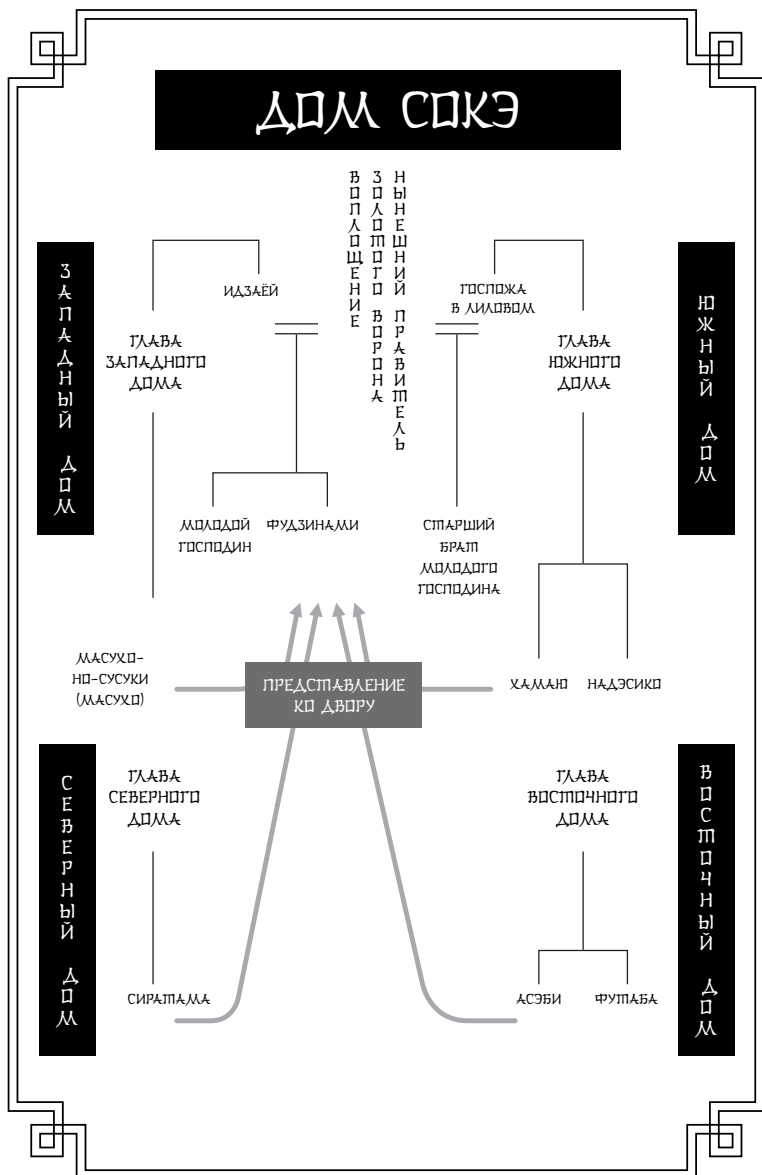 ДОМ СОКЭ
НЫНЕШНИЙ ПРАВИТЕЛЬ
ЗОЛОТОГО ВОРОНА
ВОПЛОЩЕНИЕ
ЗАПАДНЫЙ ДОМ
ИДЗАЁЙ
ГЛАВА
ЗАПАДНОГО
ДОМА
ГОСПОЖА
В ЛИЛОВОМ
ГЛАВА
ЮЖНОГО
ДОМА
ЮЖНЫЙ ДОМ
МОЛОДОЙ
ГОСПОДИН
ФУДЗИНАМИ
СТАРШИЙ
БРАТ
МОЛОДОГО
ГОСПОДИНА
МАСУХО-
НО-СУСУКИ
(МАСУХО)
ПРЕДСТАВЛЕНИЕ
КО ДВОРУ
ХАМАЮ
НАДЭСИКО
СЕВЕРНЫЙ ДОМ
ГЛАВА
СЕВЕРНОГО
ДОМА
ГЛАВА
ВОСТОЧНОГО
ДОМА
ВОСТОЧНЫЙ ДОМ
СИРАТАМА
АСЭБИ
ФУТАБА